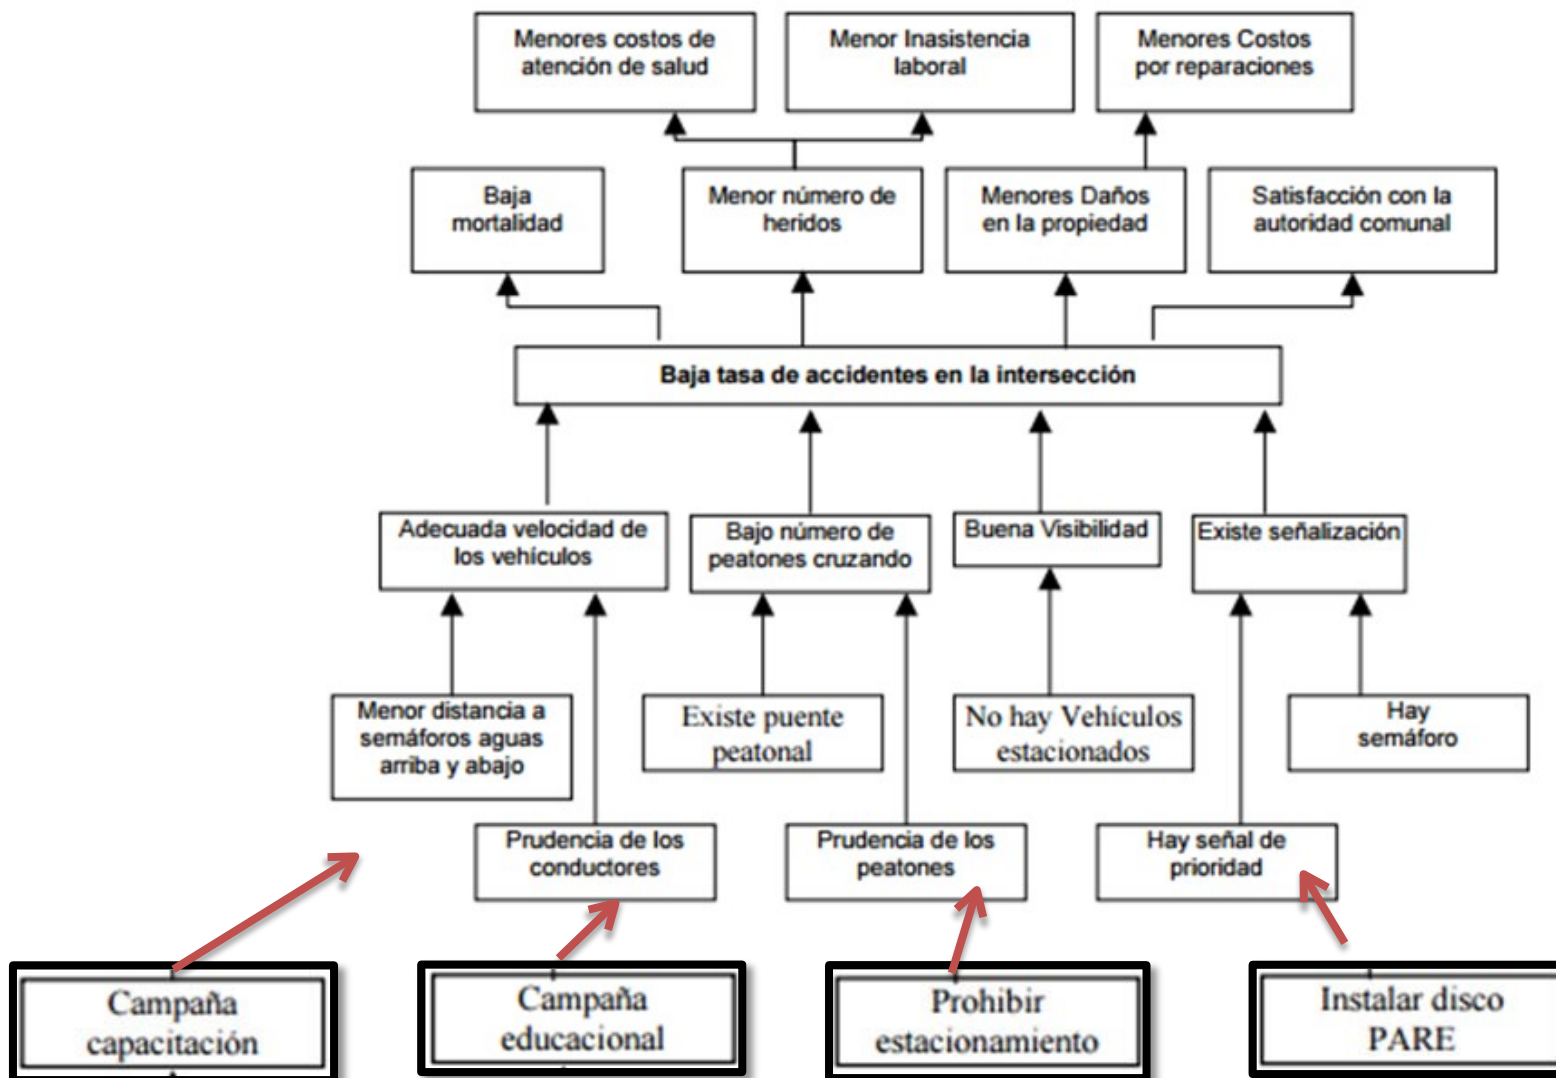 Menores costos de
atención de salud
Menor Inasistencia
laboral
Menores Costos
por reparaciones
Baja
mortalidad
Menor número de
heridos
Menores Daños
en la propiedad
Satisfacción con la
autoridad comunal
Baja tasa de accidentes en la intersección
Adecuada velocidad de
los vehículos
Bajo número de
peatones cruzando
Buena Visibilidad
Existe señalización
Menor distancia a
semáforos aguas
arriba y abajo
Existe puente
peatonal
No hay Vehículos
estacionados
Hay
semáforo
Prudencia de los
conductores
Prudencia de los
peatones
Hay señal de
prioridad
Campaña
capacitación
Campaña
educacional
Prohibir
estacionamiento
Instalar disco
PARE